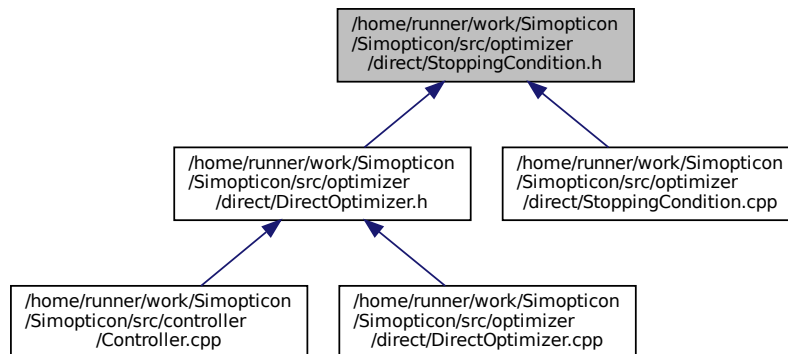 /home/runner/work/Simopticon
/Simopticon/src/optimizer
/direct/StoppingCondition.h
/home/runner/work/Simopticon
/Simopticon/src/optimizer
/direct/DirectOptimizer.h
/home/runner/work/Simopticon
/Simopticon/src/optimizer
/direct/StoppingCondition.cpp
/home/runner/work/Simopticon
/Simopticon/src/controller
/Controller.cpp
/home/runner/work/Simopticon
/Simopticon/src/optimizer
/direct/DirectOptimizer.cpp